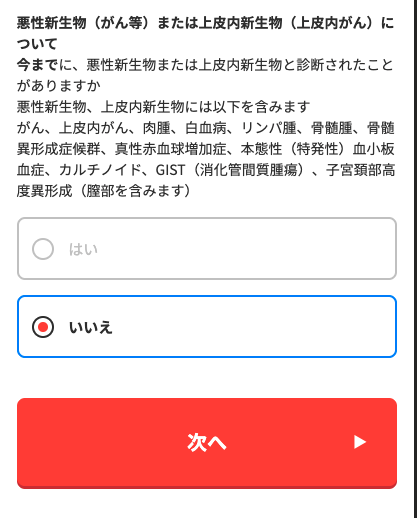 悪性新生物（がん等）または上皮内新生物（上皮内がん）に
ついて
今までに、悪性新生物または上皮内新生物と診断されたこと
がありますか
悪性新生物、上皮内新生物には以下を含みます
がん、上皮内がん、肉腫、白血病、リンパ腫、骨髄腫、骨髄
異形成症候群、真性赤血球増加症、本態性（特発性）血小板
血症、カルチノイド、GIST（消化管間質腫瘍）、子宮頚部高
度異形成（膣部を含みます）
はい
いいえ
次へ